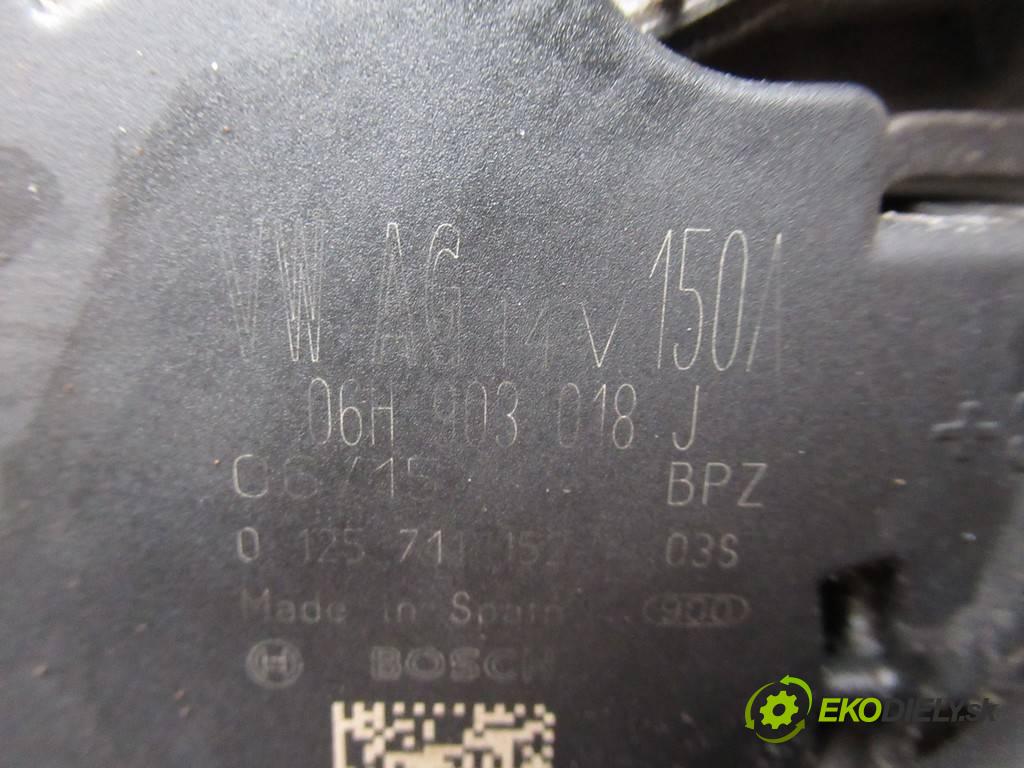 VW AG 14V 150A
06H 903 018 J
06/15 BPZ
0 125 711 152 03S
Made in Spain
BOSCH
EKODIELY.sk